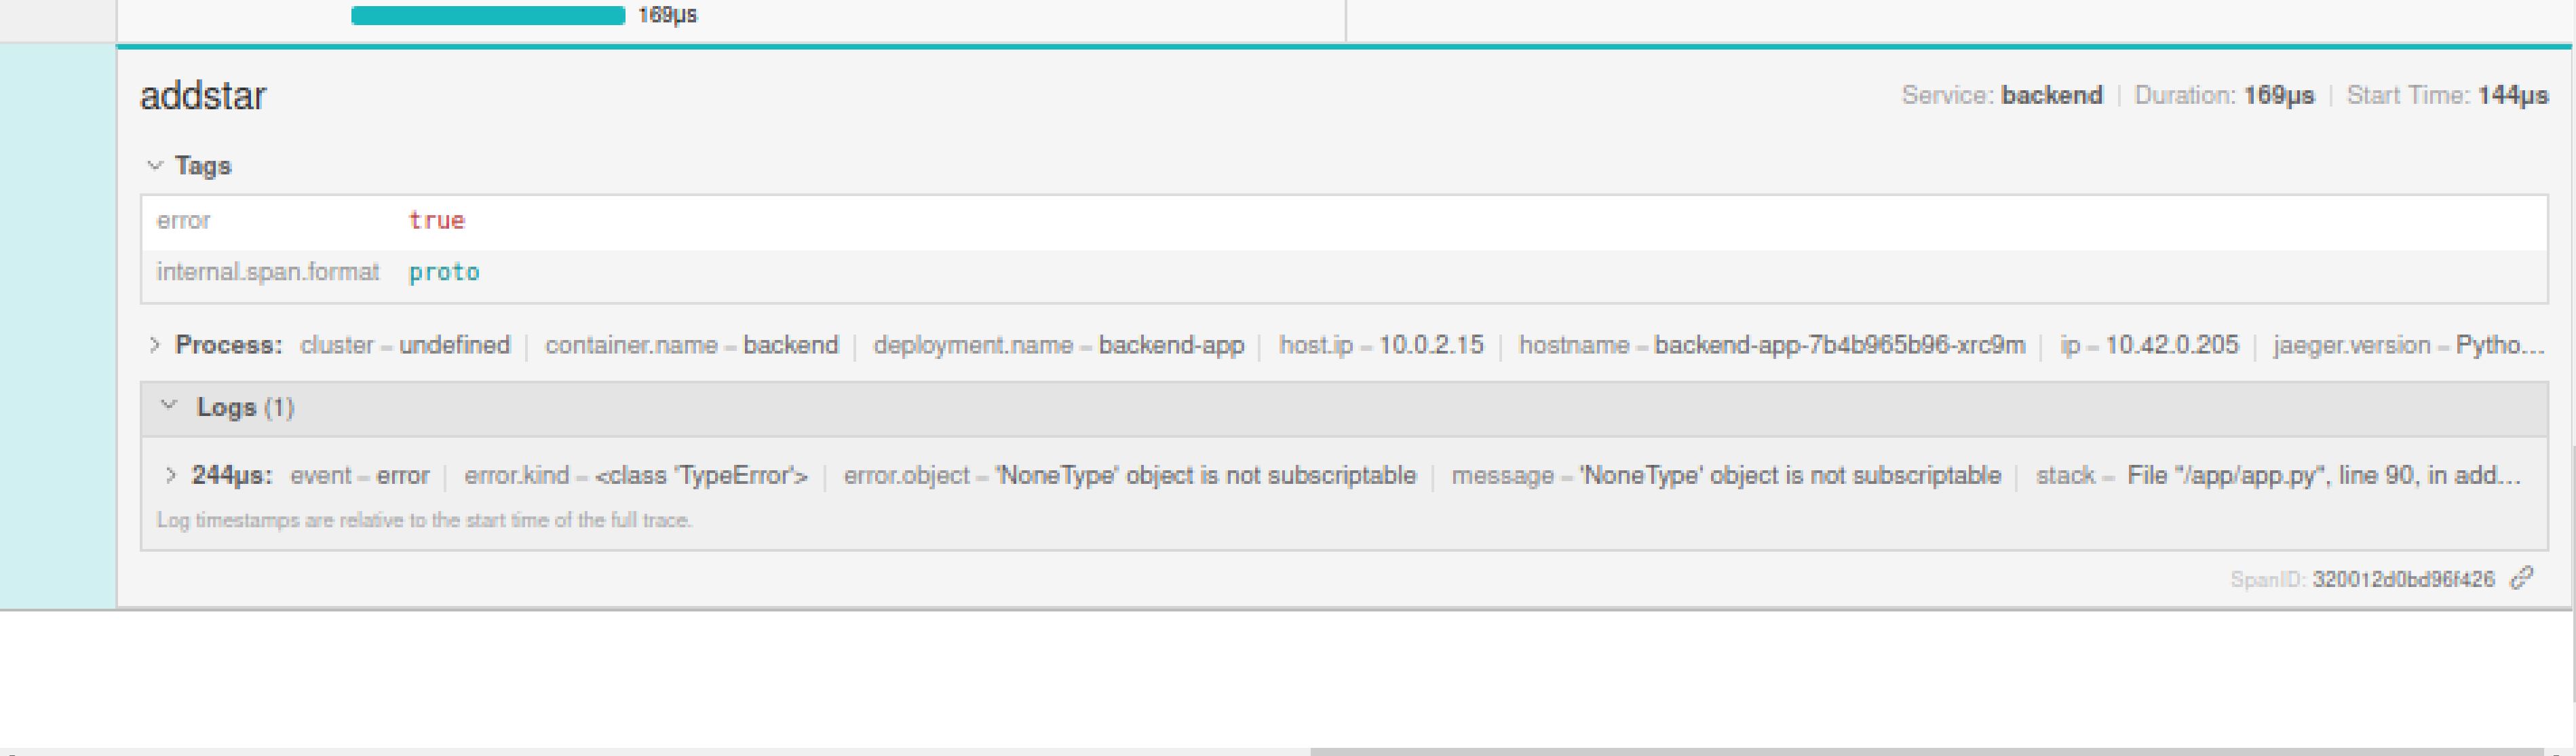 169μs
addstar
Service: backend | Duration: 169μs | Start Time: 144μs
Tags
error true
internal.span.format proto
Process: cluster = undefined | container.name = backend | deployment.name = backend-app | host.ip = 10.0.2.15 | hostname = backend-app-7b4b965b96-xrc9m | ip = 10.42.0.205 | jaeger.version = Pytho...
Logs (1)
244μs: event = error | error.kind = <class 'TypeError'> | error.object = 'NoneType' object is not subscriptable | message = 'NoneType' object is not subscriptable | stack = File "/app/app.py", line 90, in add...
Log timestamps are relative to the start time of the full trace.
SpanID: 320012d0bd96f426